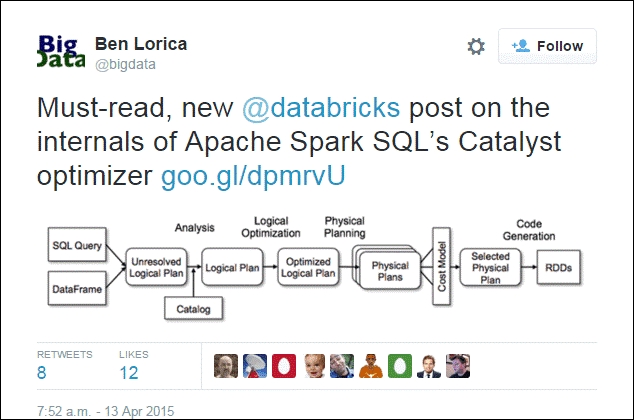 Big
Data
Ben Lorica
@bigdata
Follow
Must-read, new @databricks post on the
internals of Apache Spark SQL’s Catalyst
optimizer goo.gl/dpmrvU
Analysis
Logical
Optimization
Physical
Planning
Code
Generation
SQL Query
DataFrame
Unresolved
Logical Plan
Catalog
Logical Plan
Optimized
Logical Plan
Physical
Plans
Cost Model
Selected
Physical
Plan
RDDs
RETWEETS
8
LIKES
12
7:52 a.m. - 13 Apr 2015